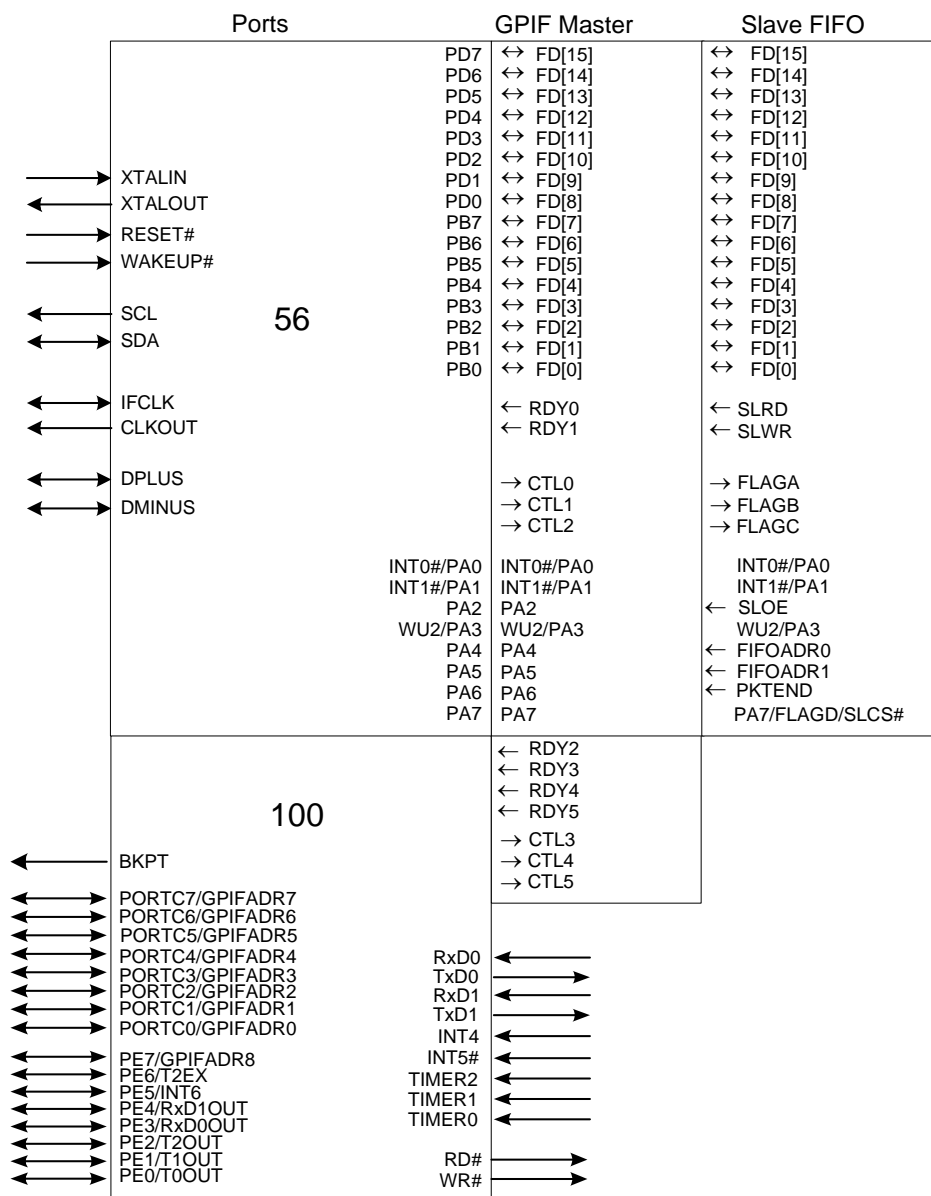 Ports GPIF Master Slave FIFO
PD7 ↔ FD[15] ↔ FD[15]
PD6 ↔ FD[14] ↔ FD[14]
PD5 ↔ FD[13] ↔ FD[13]
PD4 ↔ FD[12] ↔ FD[12]
PD3 ↔ FD[11] ↔ FD[11]
PD2 ↔ FD[10] ↔ FD[10]
XTALIN PD1 ↔ FD[9] ↔ FD[9]
XTALOUT PD0 ↔ FD[8] ↔ FD[8]
PB7 ↔ FD[7] ↔ FD[7]
RESET# PB6 ↔ FD[6] ↔ FD[6]
WAKEUP# PB5 ↔ FD[5] ↔ FD[5]
PB4 ↔ FD[4] ↔ FD[4]
SCL 56 PB3 ↔ FD[3] ↔ FD[3]
PB2 ↔ FD[2] ↔ FD[2]
SDA PB1 ↔ FD[1] ↔ FD[1]
PB0 ↔ FD[0] ↔ FD[0]
IFCLK ← RDY0 ← SLRD
CLKOUT ← RDY1 ← SLWR
DPLUS → CTL0 → FLAGA
DMINUS → CTL1 → FLAGB
→ CTL2 → FLAGC
INT0#/PA0 INT0#/PA0 INT0#/PA0
INT1#/PA1 INT1#/PA1 INT1#/PA1
PA2 PA2 ← SLOE
WU2/PA3 WU2/PA3 WU2/PA3
PA4 PA4 ← FIFOADR0
PA5 PA5 ← FIFOADR1
PA6 PA6 ← PKTEND
PA7 PA7 PA7/FLAGD/SLCS#
← RDY2
← RDY3
← RDY4
100 ← RDY5
→ CTL3
BKPT → CTL4
→ CTL5
PORTC7/GPIFADR7
PORTC6/GPIFADR6
PORTC5/GPIFADR5
PORTC4/GPIFADR4 RxD0
PORTC3/GPIFADR3 TxD0
PORTC2/GPIFADR2 RxD1
PORTC1/GPIFADR1 TxD1
PORTC0/GPIFADR0 INT4
PE7/GPIFADR8 INT5#
PE6/T2EX TIMER2
PE5/INT6 TIMER1
PE4/RxD1OUT
PE3/RxD0OUT TIMER0
PE2/T2OUT
PE1/T1OUT RD#
PE0/T0OUT WR#